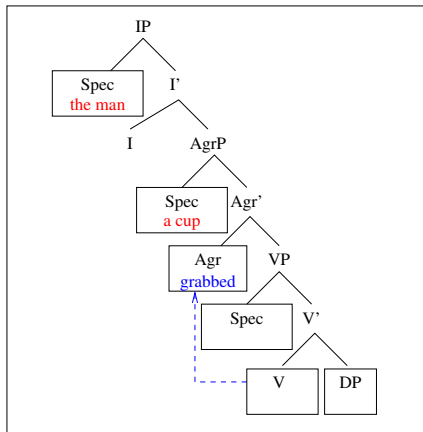 IP
Spec
the man
I'
I
AgrP
Spec
a cup
Agr'
Agr
grabbed
VP
Spec
V'
V
DP